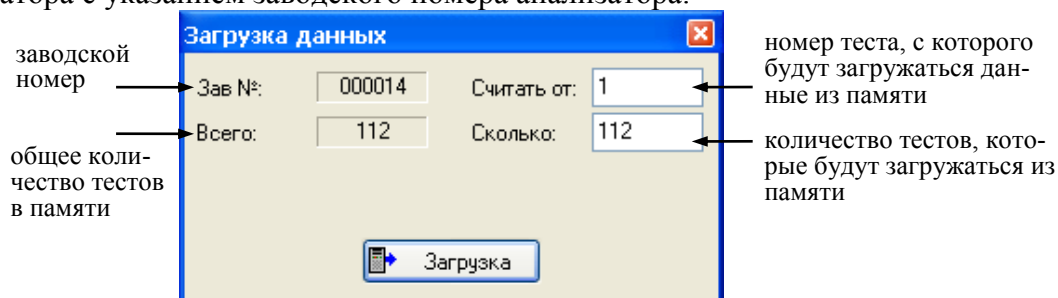 атора с указанием заводского номера анализатора.
заводской
номер
общее коли-
чество тестов
в памяти
Загрузка данных
Зав №: 000014 Считать от: 1
Всего: 112 Сколько: 112
Загрузка
номер теста, с которого
будут загружаться дан-
ные из памяти
количество тестов, кото-
рые будут загружаться из
памяти